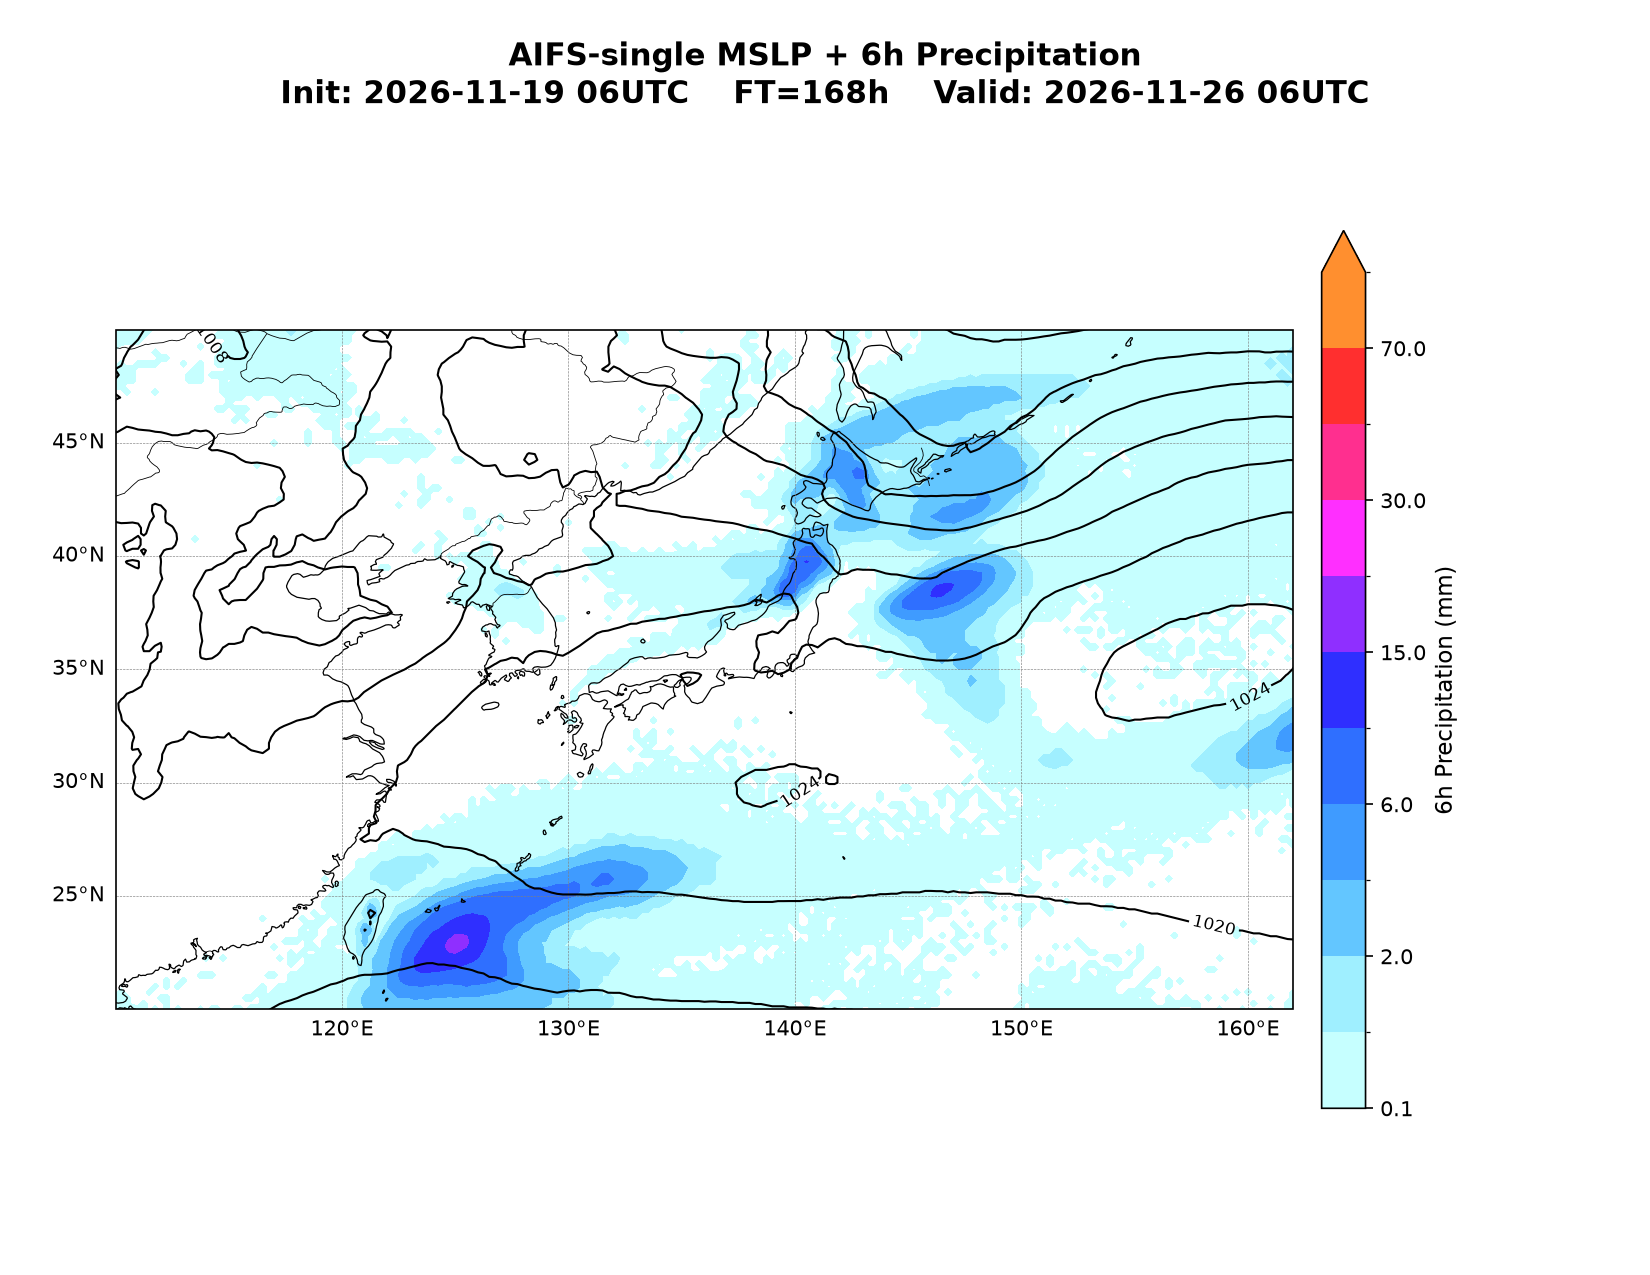 AIFS-single MSLP + 6h Precipitation
Init: 2026-11-19 06UTC    FT=168h    Valid: 2026-11-26 06UTC
008
45°N
40°N
35°N
30°N
25°N
1024
1024
1020
120°E
130°E
140°E
150°E
160°E
70.0
30.0
15.0
6.0
2.0
0.1
6h Precipitation (mm)